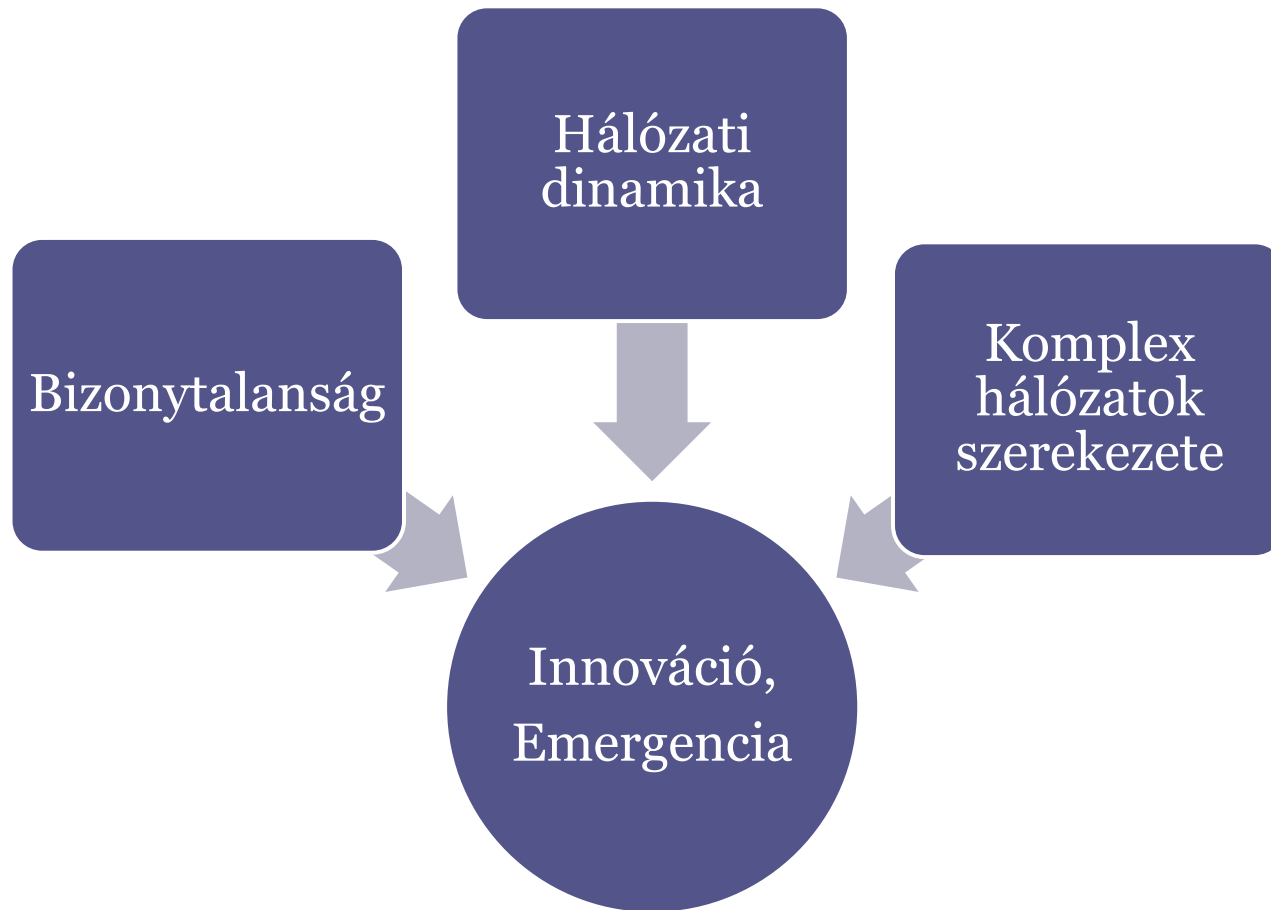 Hálózati
dinamika
Bizonytalanság
Komplex
hálózatok
szerekezete
Innováció,
Emergencia